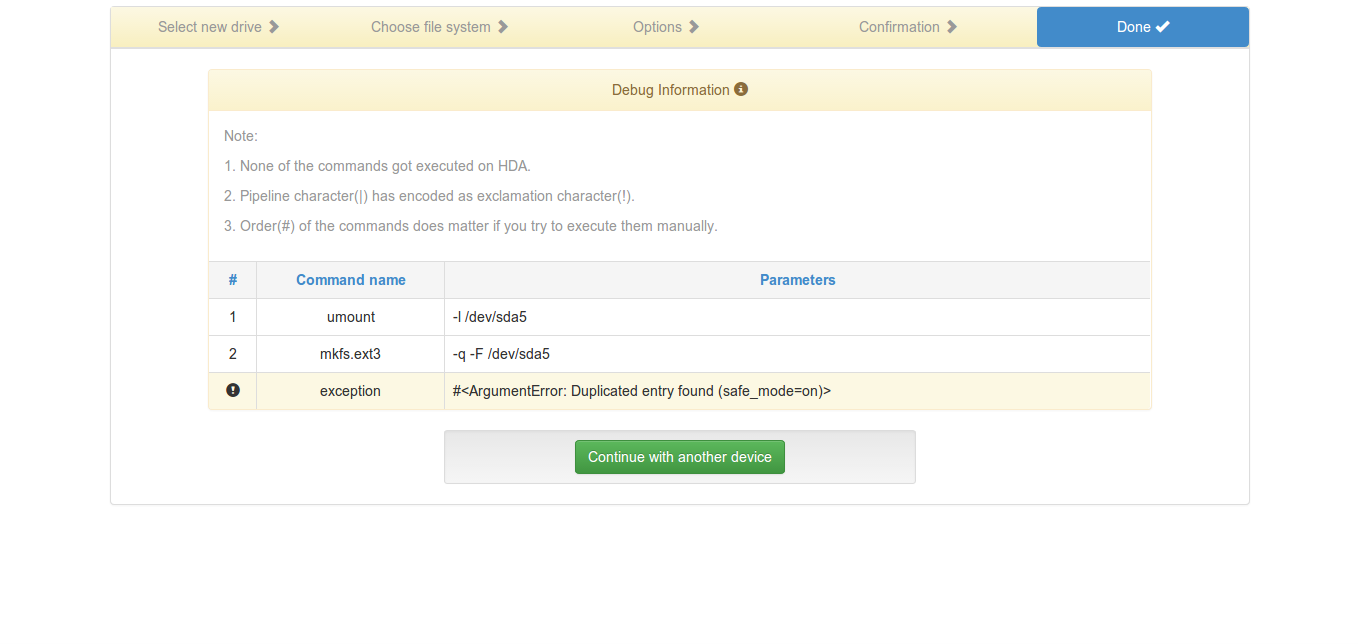 Select new drive
Choose file system
Options
Confirmation
Done
Debug Information
Note:
1. None of the commands got executed on HDA.
2. Pipeline character(|) has encoded as exclamation character(!).
3. Order(#) of the commands does matter if you try to execute them manually.
# Command name Parameters
1 umount -l /dev/sda5
2 mkfs.ext3 -q -F /dev/sda5
exception #<ArgumentError: Duplicated entry found (safe_mode=on)>
Continue with another device